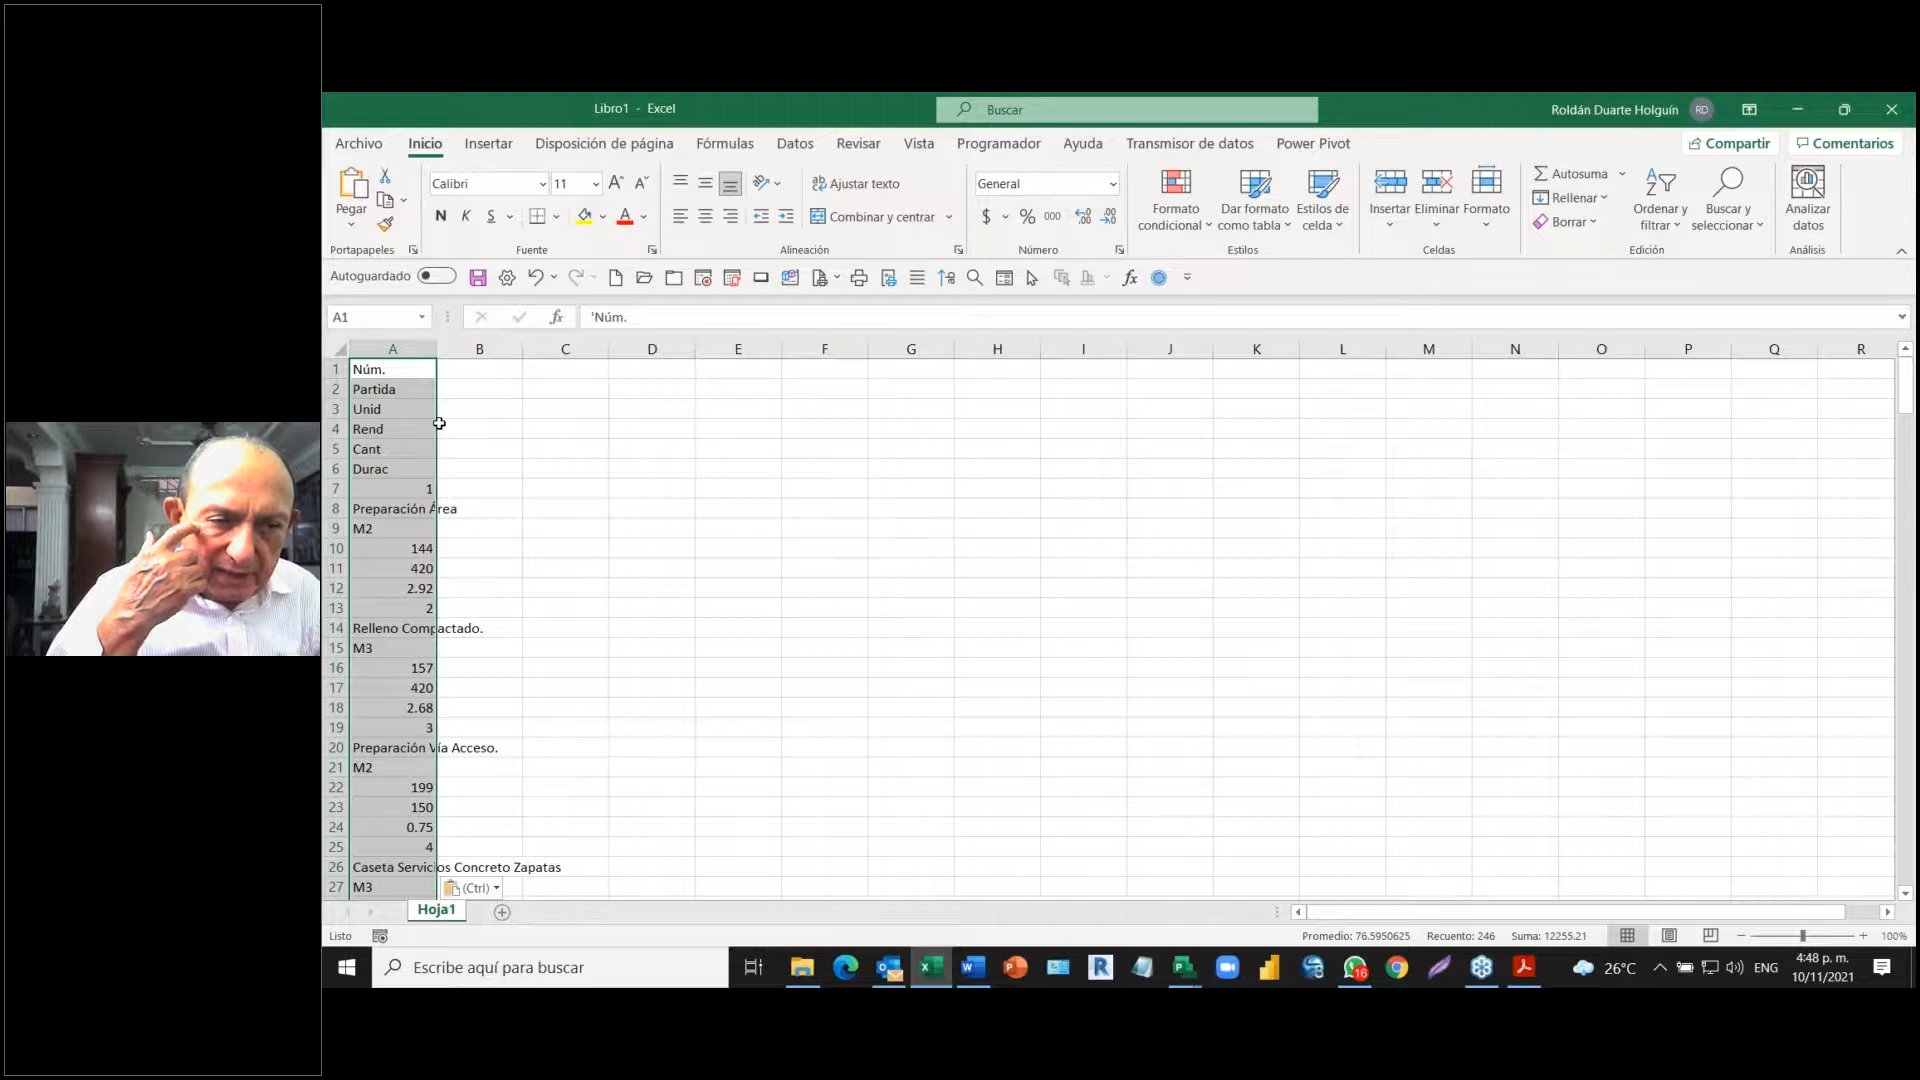 Libro1 - Excel
Buscar
Roldán Duarte Holguín RD
Archivo Inicio Insertar Disposición de página Fórmulas Datos Revisar Vista Programador Ayuda Transmisor de datos Power Pivot Compartir Comentarios
Pegar
Calibri 11
N K S
Ajustar texto
Combinar y centrar
General
$ % 000
Formato condicional
Dar formato como tabla
Estilos de celda
Insertar Eliminar Formato
Autosuma
Rellenar
Borrar
Ordenar y filtrar
Buscar y seleccionar
Analizar datos
Portapapeles Fuente Alineación Número Estilos Celdas Edición Análisis
Autoguardado
A1 fx 'Núm.
A B C D E F G H I J K L M N O P Q R
1 Núm.
2 Partida
3 Unid
4 Rend
5 Cant
6 Durac
7 1
8 Preparación Área
9 M2
10 144
11 420
12 2.92
13 2
14 Relleno Compactado.
15 M3
16 157
17 420
18 2.68
19 3
20 Preparación Vía Acceso.
21 M2
22 199
23 150
24 0.75
25 4
26 Caseta Servicios Concreto Zapatas
27 M3
(Ctrl)
Hoja1
Listo
Promedio: 76.5950625 Recuento: 246 Suma: 12255.21 100%
Escribe aquí para buscar
16
26°C ENG
4:48 p. m.
10/11/2021